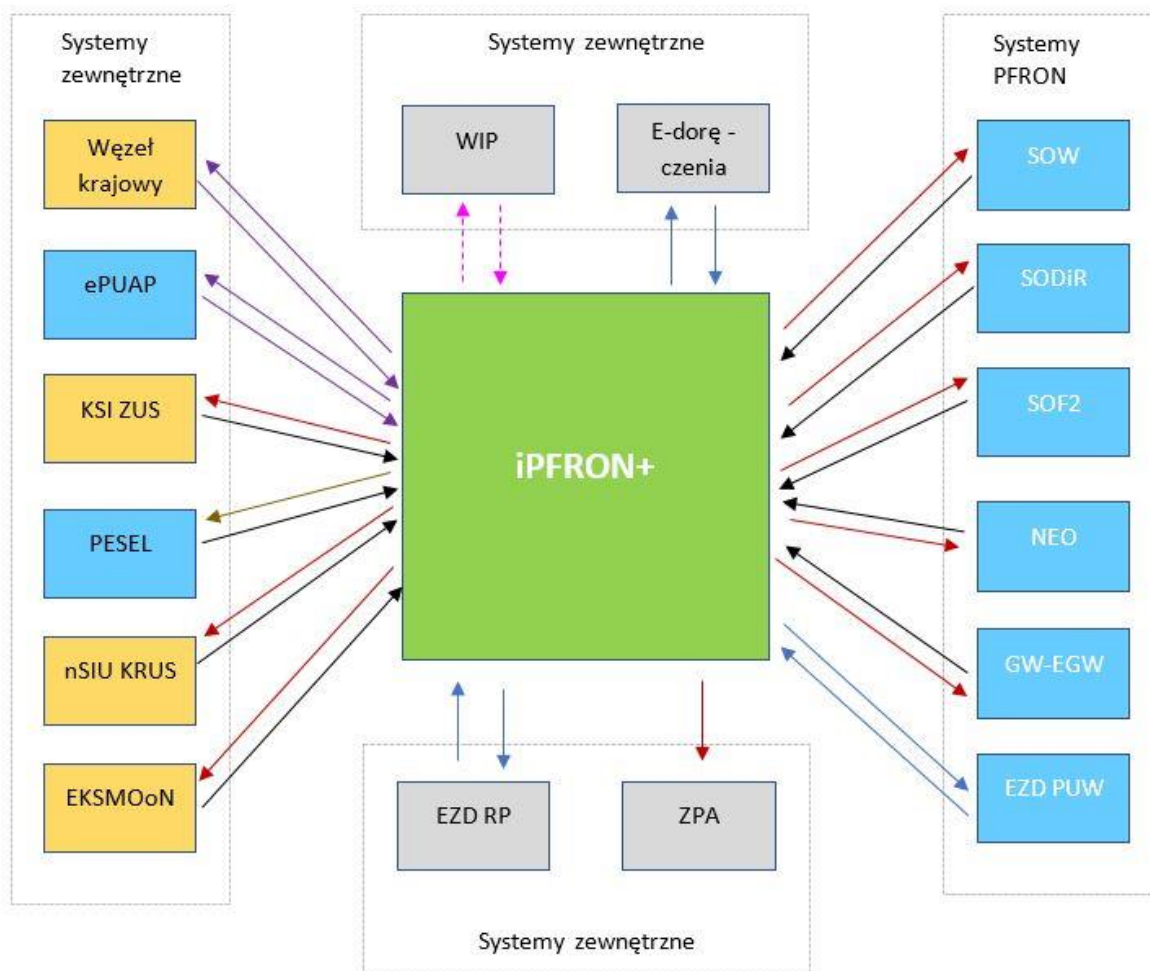 Systemy
zewnętrzne
Węzeł
krajowy
ePUAP
KSI ZUS
PESEL
nSIU KRUS
EKSMOoN
Systemy zewnętrzne
WIP
E-dorę -
czenia
iPFRON+
EZD RP
ZPA
Systemy zewnętrzne
Systemy
PFRON
SOW
SODiR
SOF2
NEO
GW-EGW
EZD PUW